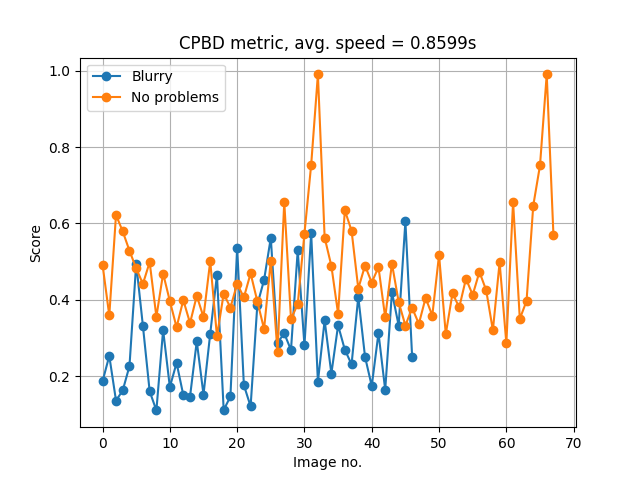 CPBD metric, avg. speed = 0.8599s
Blurry
No problems
1.0
0.8
0.6
0.4
0.2
Score
0 10 20 30 40 50 60 70
Image no.